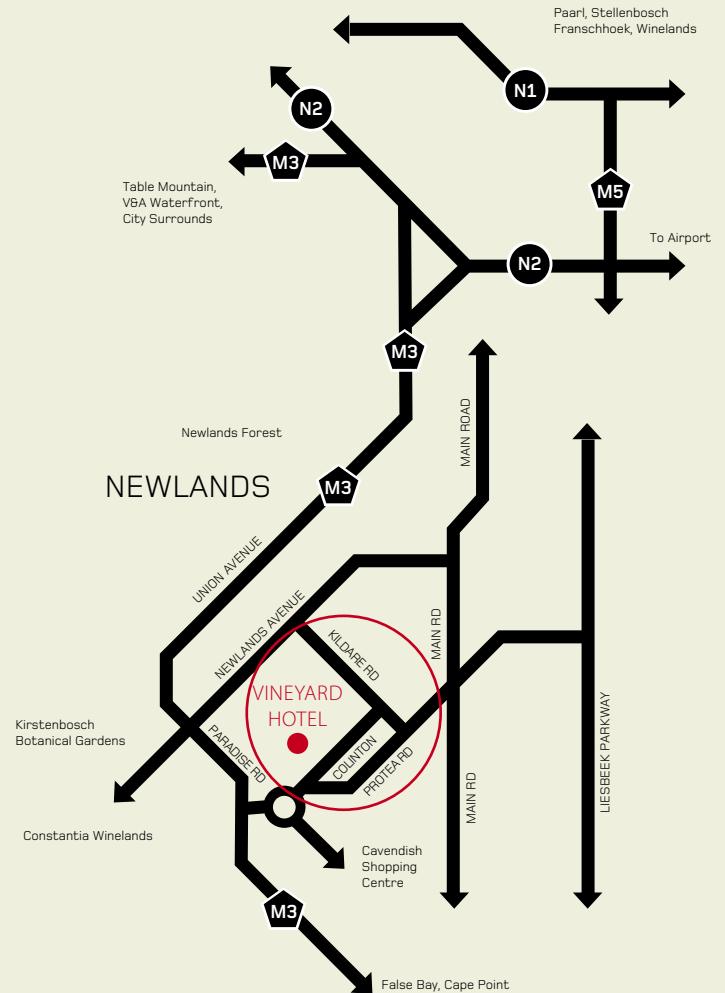 Paarl, Stellenbosch
Franschhoek, Winelands
N1
N2
M3
Table Mountain,
V&A Waterfront,
City Surrounds
M5
To Airport
N2
M3
MAIN ROAD
Newlands Forest
M3
NEWLANDS
UNION AVENUE
NEWLANDS AVENUE
KILDARE RD
MAIN RD
VINEYARD
HOTEL
Kirstenbosch
Botanical Gardens
PARADISE RD
COLINTON
PROTEA RD
MAIN RD
LIESBEEK PARKWAY
Constantia Winelands
Cavendish
Shopping
Centre
M3
False Bay, Cape Point